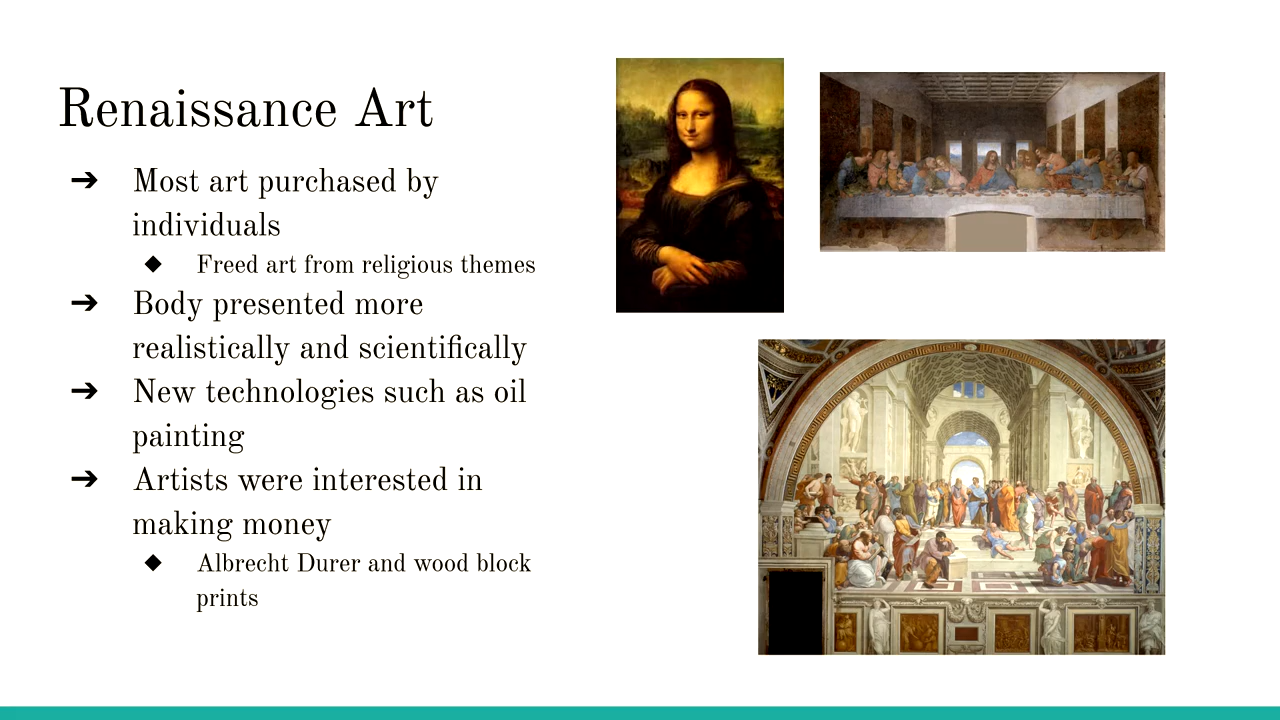 Renaissance Art
➔ Most art purchased by
individuals
◆ Freed art from religious themes
➔ Body presented more
realistically and scientifically
➔ New technologies such as oil
painting
➔ Artists were interested in
making money
◆ Albrecht Durer and wood block
prints